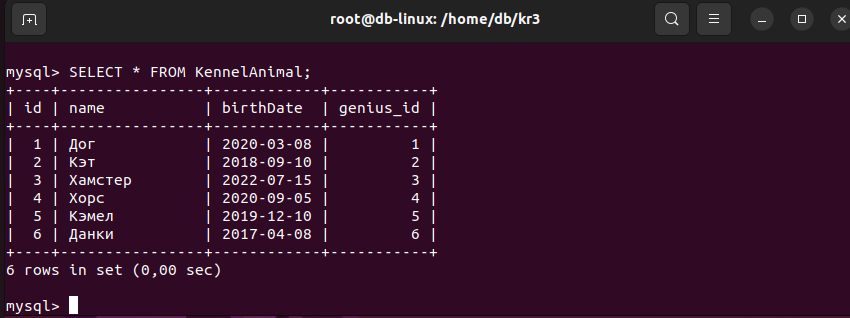 root@db-linux: /home/db/kr3
mysql> SELECT * FROM KennelAnimal;
+----+----------------+------------+-----------+
| id | name           | birthDate  | genius_id |
+----+----------------+------------+-----------+
|  1 | Дог            | 2020-03-08 |         1 |
|  2 | Кэт            | 2018-09-10 |         2 |
|  3 | Хамстер        | 2022-07-15 |         3 |
|  4 | Хорс           | 2020-09-05 |         4 |
|  5 | Кэмел          | 2019-12-10 |         5 |
|  6 | Данки          | 2017-04-08 |         6 |
+----+----------------+------------+-----------+
6 rows in set (0,00 sec)
mysql>